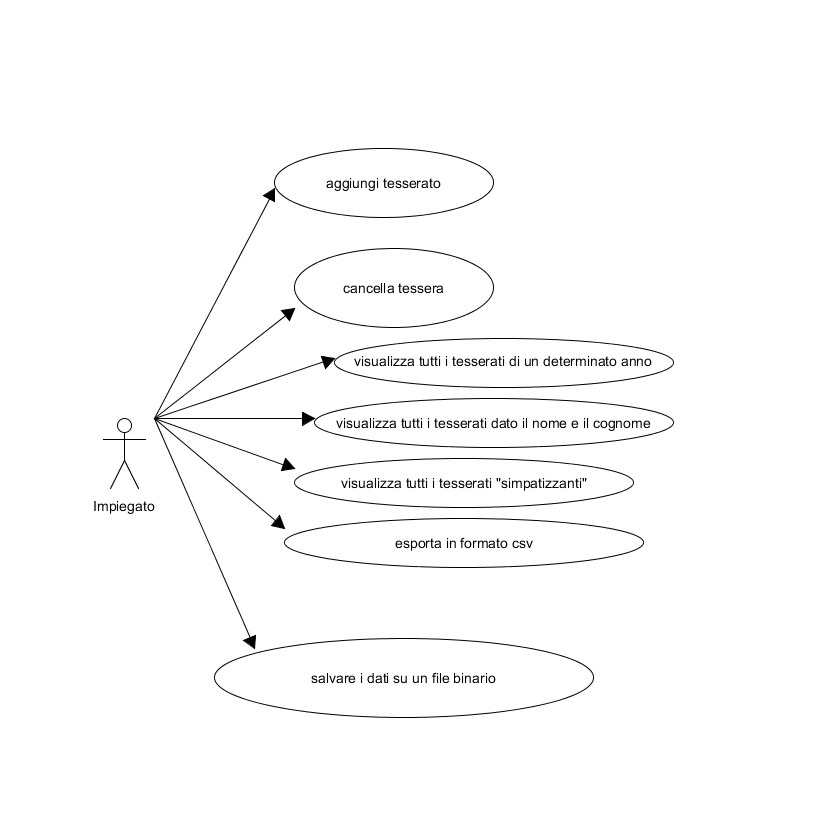 aggiungi tesserato
cancella tessera
visualizza tutti i tesserati di un determinato anno
visualizza tutti i tesserati dato il nome e il cognome
visualizza tutti i tesserati "simpatizzanti"
Impiegato
esporta in formato csv
salvare i dati su un file binario